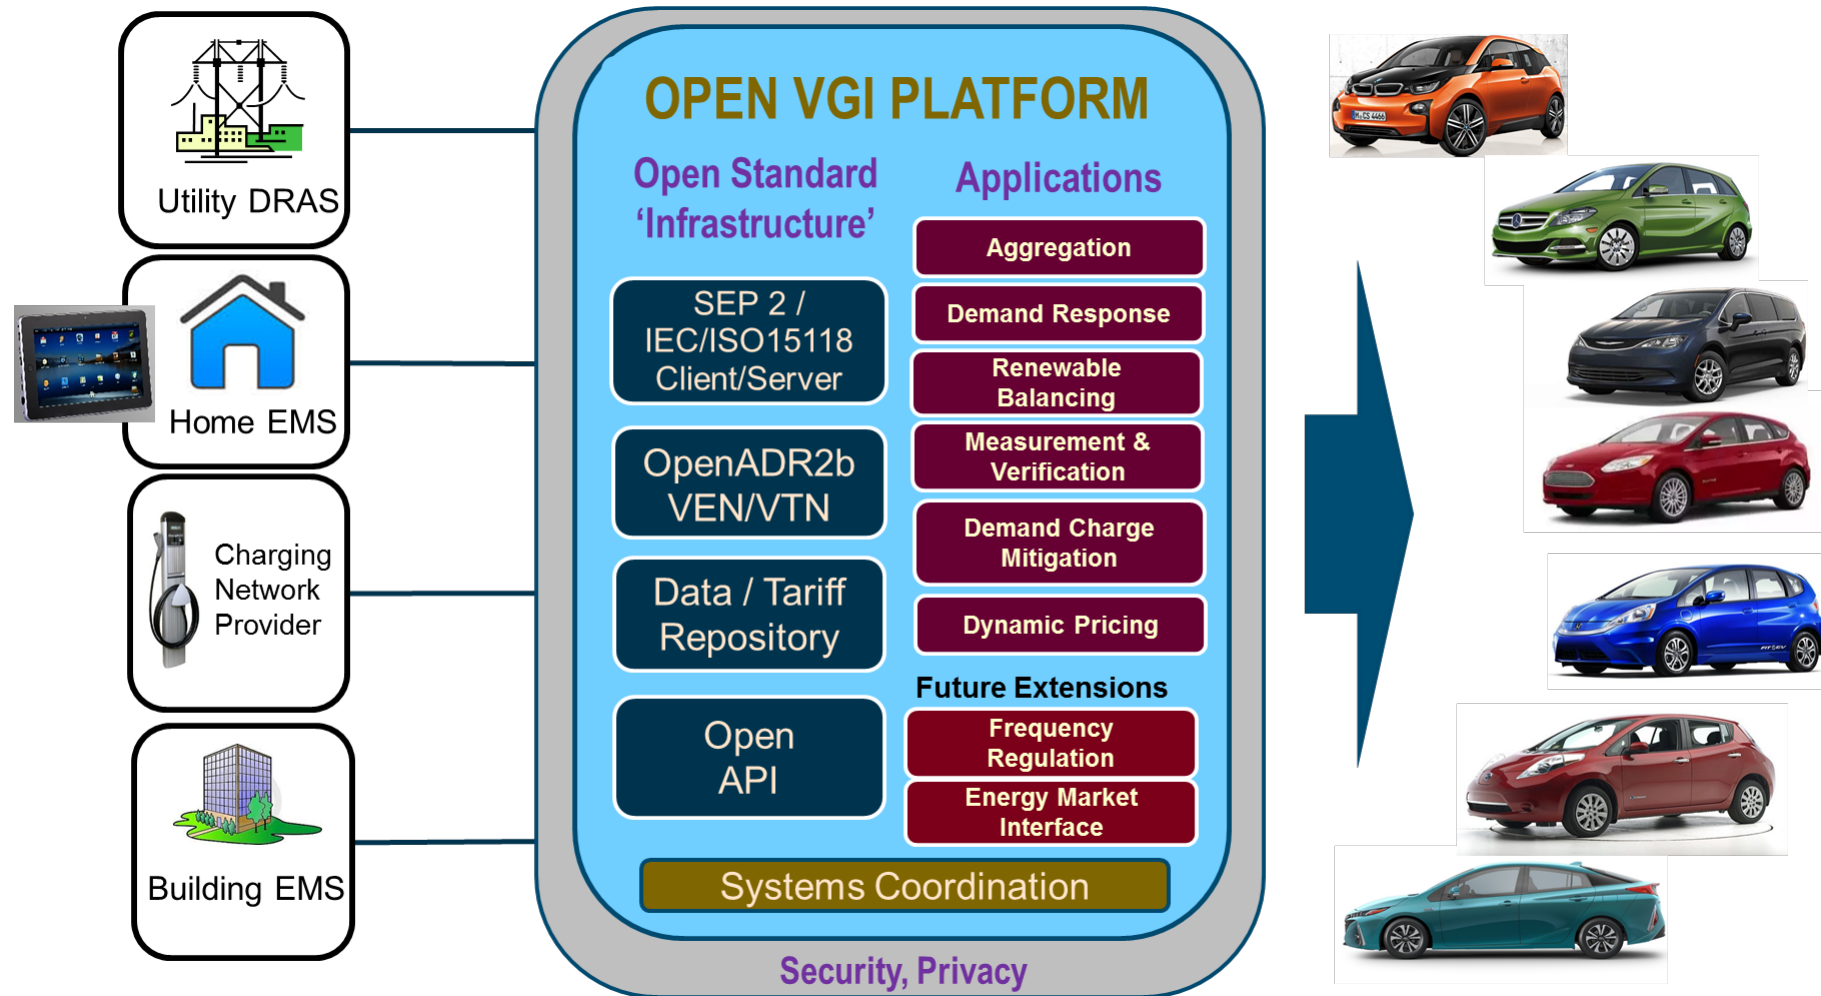 Utility DRAS
Home EMS
Charging
Network
Provider
Building EMS
OPEN VGI PLATFORM
Open Standard
‘Infrastructure’
SEP 2 /
IEC/ISO15118
Client/Server
OpenADR2b
VEN/VTN
Data / Tariff
Repository
Open
API
Applications
Aggregation
Demand Response
Renewable
Balancing
Measurement &
Verification
Demand Charge
Mitigation
Dynamic Pricing
Future Extensions
Frequency
Regulation
Energy Market
Interface
Systems Coordination
Security, Privacy